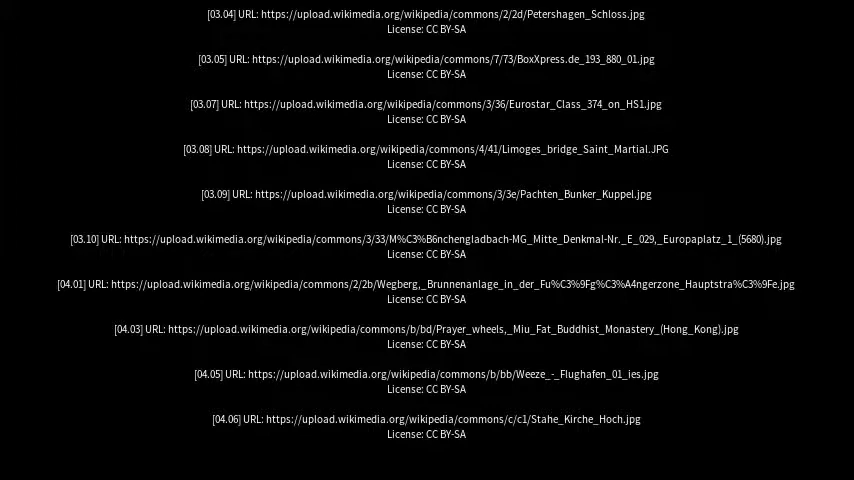 [03.04] URL: https://upload.wikimedia.org/wikipedia/commons/2/2d/Petershagen_Schloss.jpg
License: CC BY-SA
[03.05] URL: https://upload.wikimedia.org/wikipedia/commons/7/73/BoxXpress.de_193_880_01.jpg
License: CC BY-SA
[03.07] URL: https://upload.wikimedia.org/wikipedia/commons/3/36/Eurostar_Class_374_on_HS1.jpg
License: CC BY-SA
[03.08] URL: https://upload.wikimedia.org/wikipedia/commons/4/41/Limoges_bridge_Saint_Martial.JPG
License: CC BY-SA
[03.09] URL: https://upload.wikimedia.org/wikipedia/commons/3/3e/Pachten_Bunker_Kuppel.jpg
License: CC BY-SA
[03.10] URL: https://upload.wikimedia.org/wikipedia/commons/3/33/M%C3%B6nchengladbach-MG_Mitte_Denkmal-Nr._E_029,_Europaplatz_1_(5680).jpg
License: CC BY-SA
[04.01] URL: https://upload.wikimedia.org/wikipedia/commons/2/2b/Wegberg,_Brunnenanlage_in_der_Fu%C3%9Fg%C3%A4ngerzone_Hauptstra%C3%9Fe.jpg
License: CC BY-SA
[04.03] URL: https://upload.wikimedia.org/wikipedia/commons/b/bd/Prayer_wheels,_Miu_Fat_Buddhist_Monastery_(Hong_Kong).jpg
License: CC BY-SA
[04.05] URL: https://upload.wikimedia.org/wikipedia/commons/b/bb/Weeze_-_Flughafen_01_ies.jpg
License: CC BY-SA
[04.06] URL: https://upload.wikimedia.org/wikipedia/commons/c/c1/Stahe_Kirche_Hoch.jpg
License: CC BY-SA